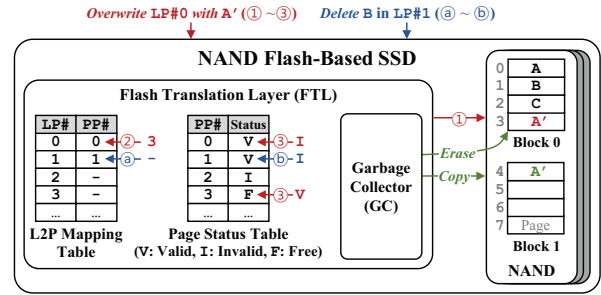 Overwrite LP#0 with A' (①~③)
Delete B in LP#1 (ⓐ ~ ⓑ)
NAND Flash-Based SSD
Flash Translation Layer (FTL)
LP# PP#
0 0 ② 3
1 1 ⓐ –
2 –
3 –
... ...
L2P Mapping
Table
PP# Status
0 V ③ I
1 V ⓑ I
2 I
3 F ③ V
... ...
Page Status Table
(V: Valid, I: Invalid, F: Free)
Garbage
Collector
(GC)
①
Erase
Copy
0 A
1 B
2 C
3 A'
Block 0
4 A'
5
6
7 Page
Block 1
NAND